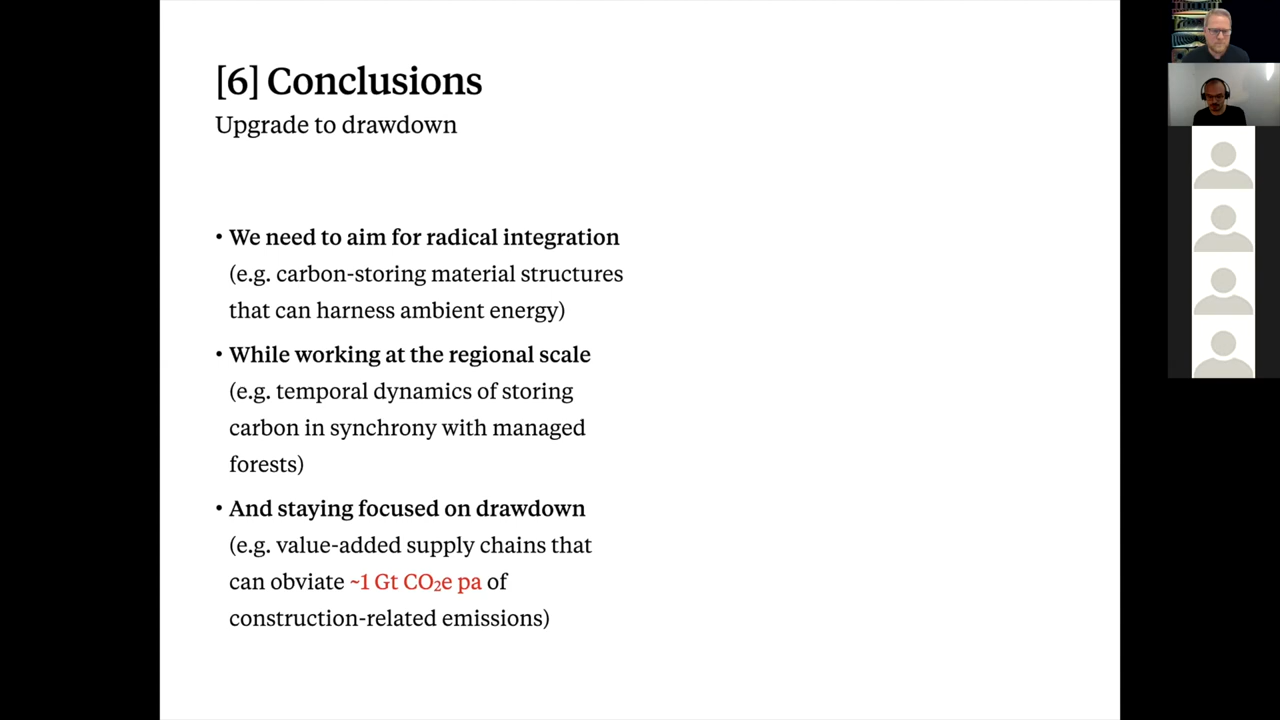 [6] Conclusions
Upgrade to drawdown
• We need to aim for radical integration
(e.g. carbon-storing material structures
that can harness ambient energy)
• While working at the regional scale
(e.g. temporal dynamics of storing
carbon in synchrony with managed
forests)
• And staying focused on drawdown
(e.g. value-added supply chains that
can obviate ~1 Gt CO₂e pa of
construction-related emissions)